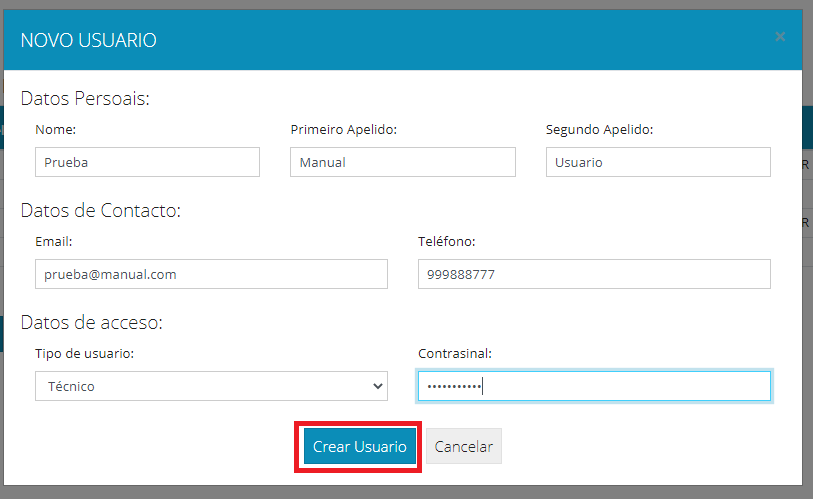 NOVO USUARIO ×
Datos Persoais:
Nome: Primeiro Apelido: Segundo Apelido:
Prueba Manual Usuario
Datos de Contacto:
Email: Teléfono:
prueba@manual.com 999888777
Datos de acceso:
Tipo de usuario: Contrasinal:
Técnico •••••••••••
Crear Usuario Cancelar
R
R